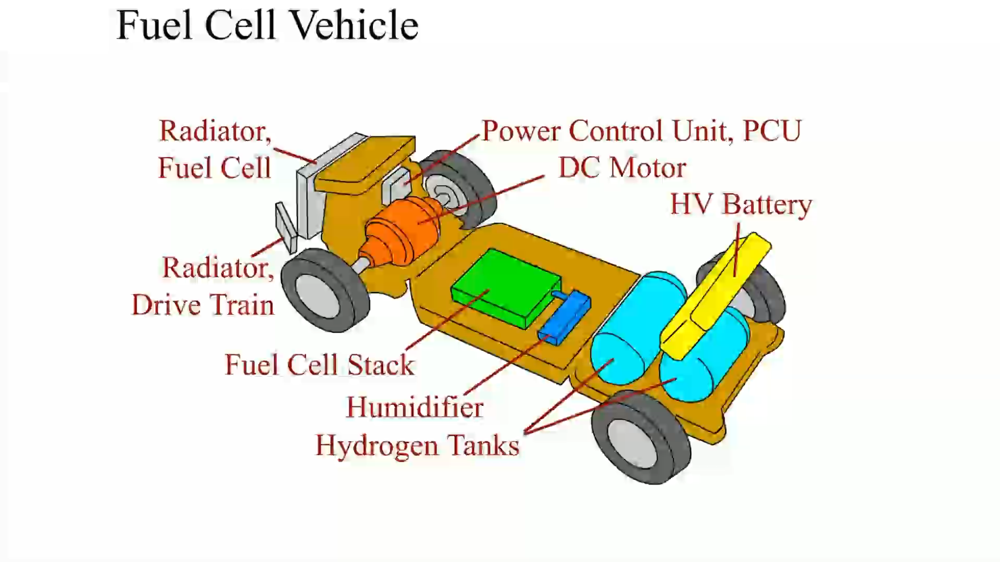 Fuel Cell Vehicle
Radiator,
Fuel Cell
Power Control Unit, PCU
DC Motor
HV Battery
Radiator,
Drive Train
Fuel Cell Stack
Humidifier
Hydrogen Tanks